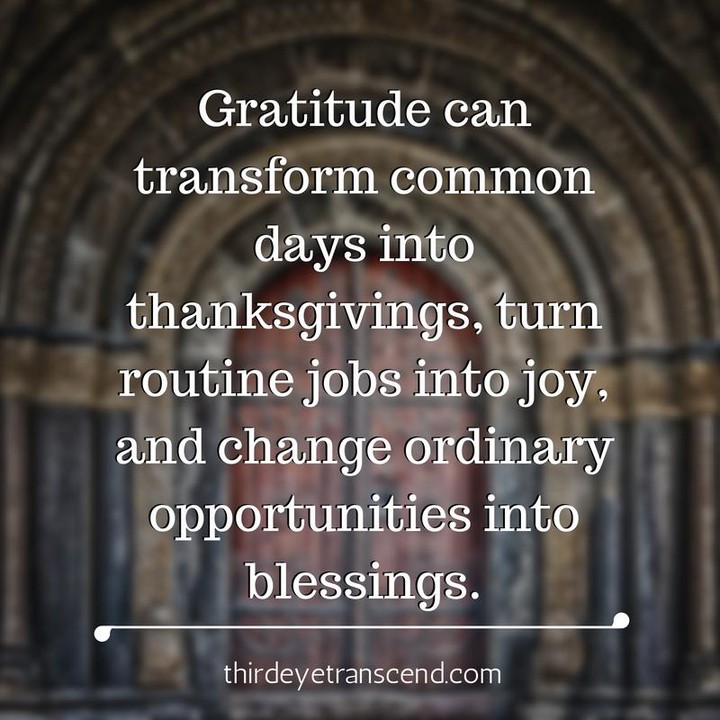 Gratitude can
transform common
days into
thanksgivings, turn
routine jobs into joy,
and change ordinary
opportunities into
blessings.
thirdeyetranscend.com